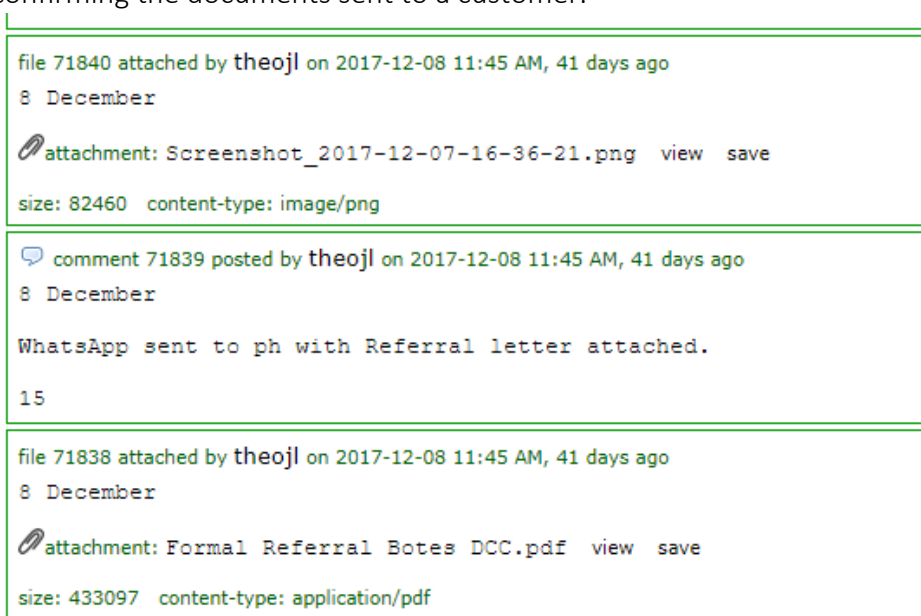 confirming the documents sent to a customer.
file 71840 attached by theojl on 2017-12-08 11:45 AM, 41 days ago
8 December
attachment: Screenshot_2017-12-07-16-36-21.png view save
size: 82460 content-type: image/png
comment 71839 posted by theojl on 2017-12-08 11:45 AM, 41 days ago
8 December
WhatsApp sent to ph with Referral letter attached.
15
file 71838 attached by theojl on 2017-12-08 11:45 AM, 41 days ago
8 December
attachment: Formal Referral Botes DCC.pdf view save
size: 433097 content-type: application/pdf